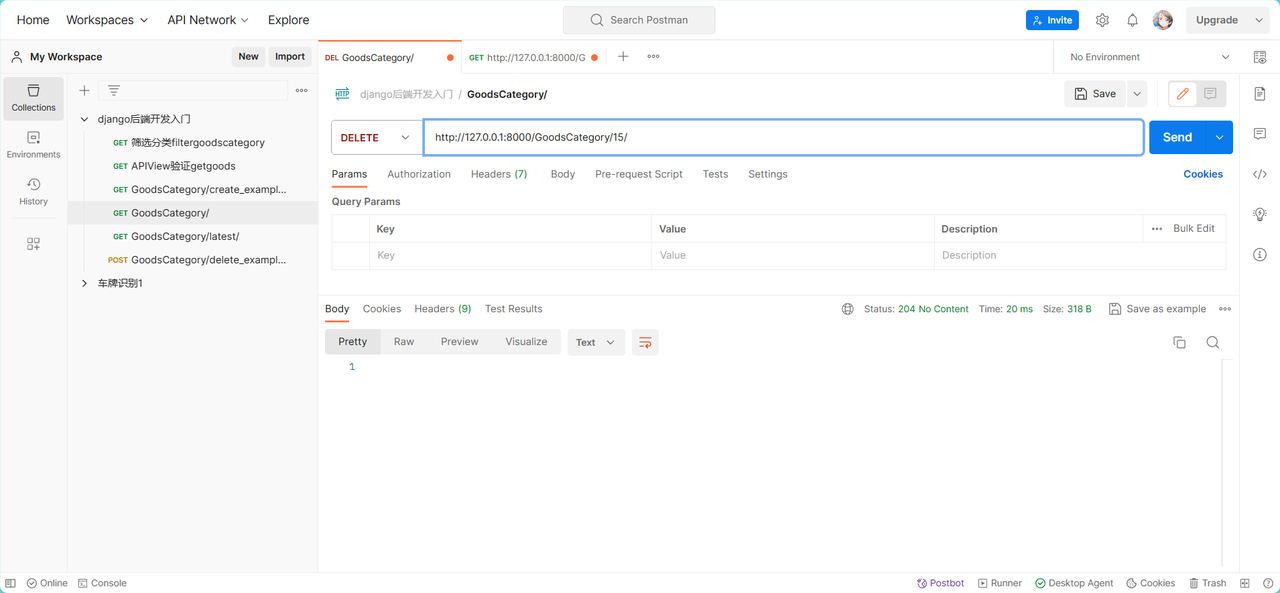 Home Workspaces API Network Explore Search Postman Invite Upgrade
My Workspace New Import DEL GoodsCategory/ GET http://127.0.0.1:8000/G No Environment
Collections
Environments
History
django后端开发入门
GET 筛选分类filtergoodscategory
GET APIView验证getgoods
GET GoodsCategory/create_exampl...
GET GoodsCategory/
GET GoodsCategory/latest/
POST GoodsCategory/delete_exampl...
车牌识别1
HTTP django后端开发入门 / GoodsCategory/ Save
DELETE http://127.0.0.1:8000/GoodsCategory/15/ Send
Params Authorization Headers (7) Body Pre-request Script Tests Settings Cookies
Query Params
Key Value Description Bulk Edit
Key Value Description
Body Cookies Headers (9) Test Results Status: 204 No Content Time: 20 ms Size: 318 B Save as example
Pretty Raw Preview Visualize Text
1
Online Console Postbot Runner Desktop Agent Cookies Trash